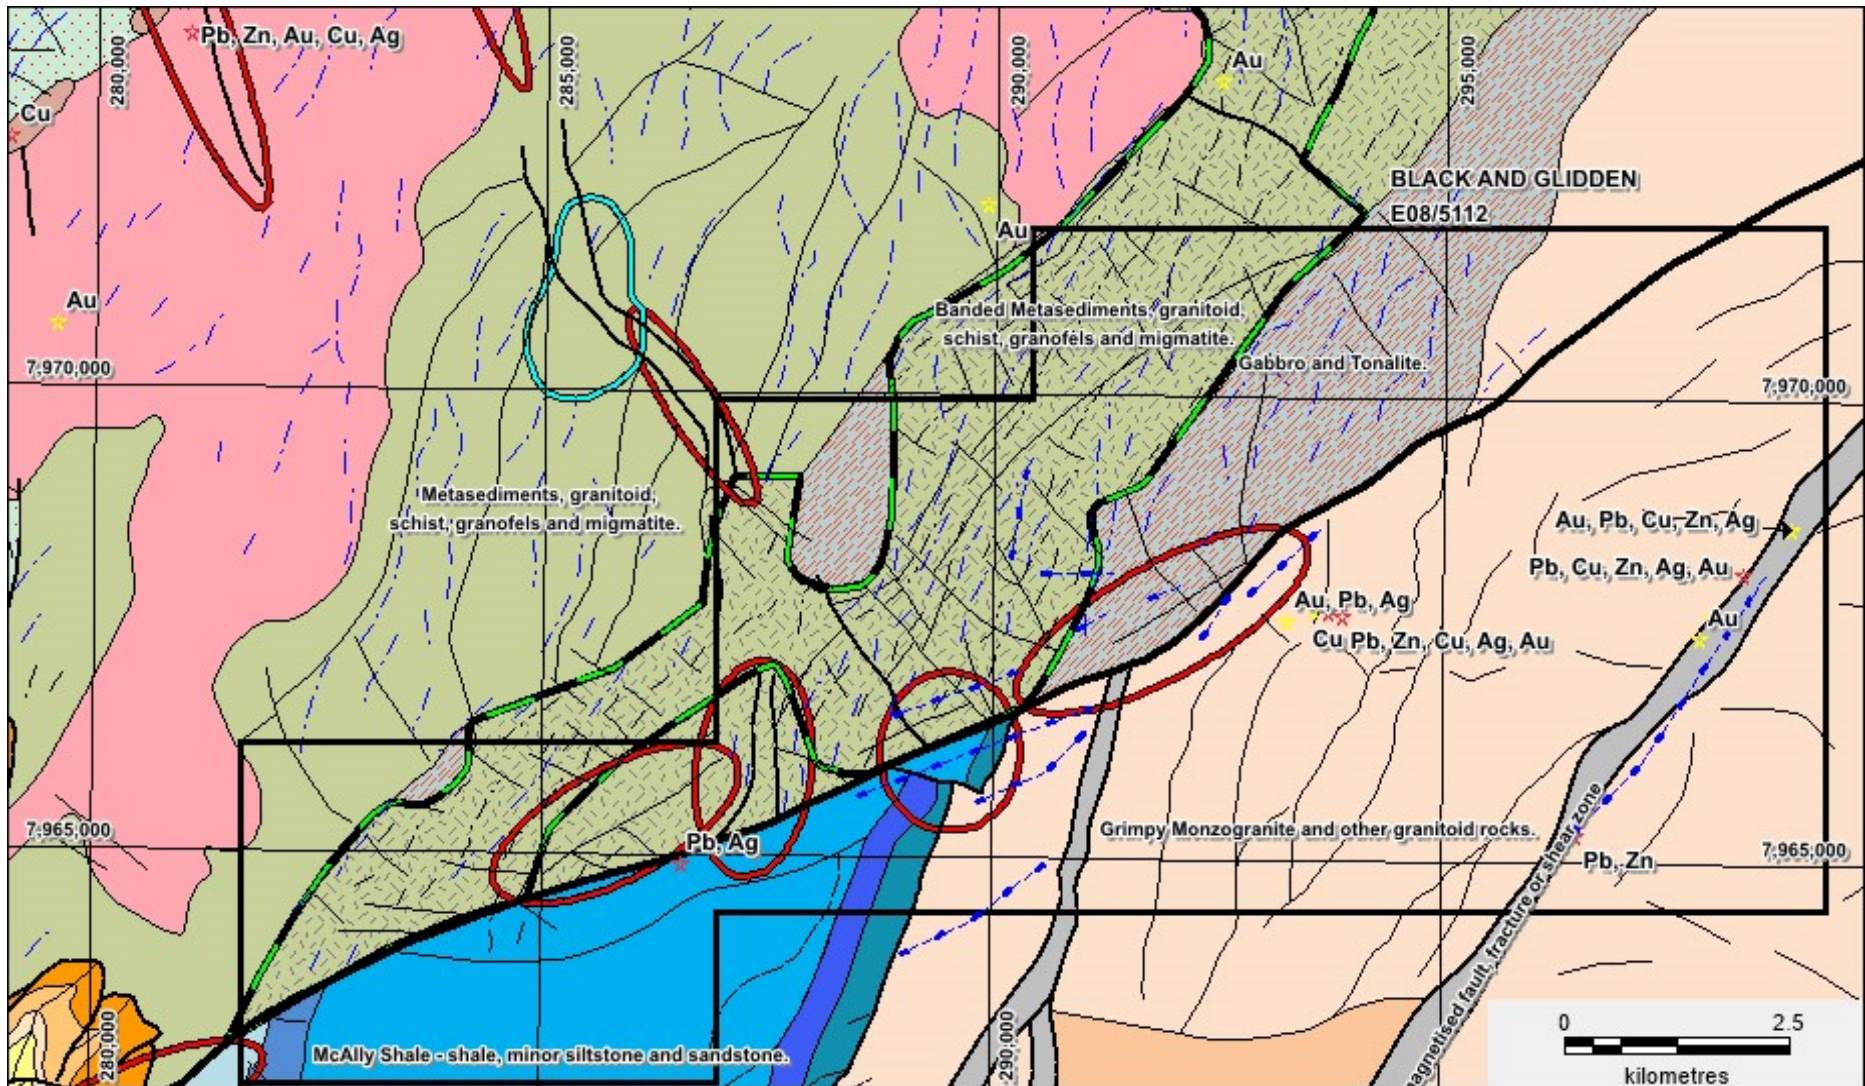 Pb, Zn, Au, Cu, Ag
280,000
285,000
290,000
295,000
Au
Cu
BLACK AND GLIDDEN
E08/5112
Au
Au
Banded Metasediments, granitoid,
schist, granofels and migmatite.
Gabbro and Tonalite.
7,970,000
7,970,000
Metasediments, granitoid,
schist, granofels and migmatite.
Au, Pb, Cu, Zn, Ag
Pb, Cu, Zn, Ag, Au
Au, Pb, Ag
Au
Cu Pb, Zn, Cu, Ag, Au
7,965,000
Pb, Ag
Grimpy Monzogranite and other granitoid rocks.
7,965,000
Pb, Zn
magnetised fault, fracture or shear zone
280,000
290,000
McAlly Shale - shale, minor siltstone and sandstone.
0 2.5
kilometres